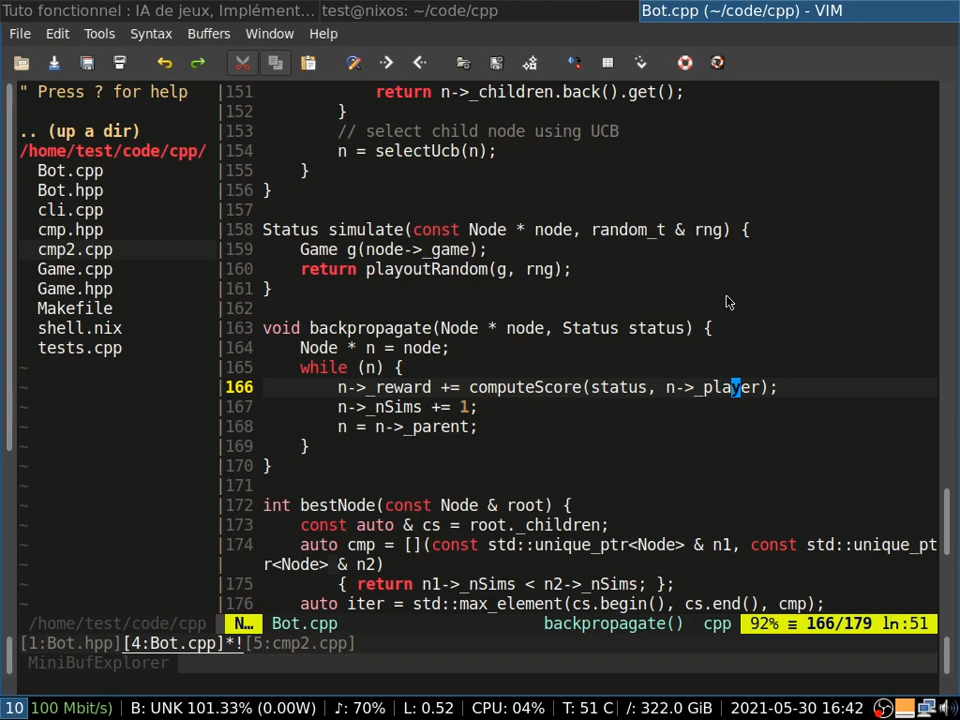 Tuto fonctionnel : IA de jeux, Implément... test@nixos: ~/code/cpp Bot.cpp (~/code/cpp) - VIM
File Edit Tools Syntax Buffers Window Help
" Press ? for help
.. (up a dir)
/home/test/code/cpp/
Bot.cpp
Bot.hpp
cli.cpp
cmp.hpp
cmp2.cpp
Game.cpp
Game.hpp
Makefile
shell.nix
tests.cpp
~
~
~
~
~
~
~
~
~
~
~
~
~
|151             return n->_children.back().get();
|152         }
|153         // select child node using UCB
|154         n = selectUcb(n);
|155     }
|156 }
|157
|158 Status simulate(const Node * node, random_t & rng) {
|159     Game g(node->_game);
|160     return playoutRandom(g, rng);
|161 }
|162
|163 void backpropagate(Node * node, Status status) {
|164     Node * n = node;
|165     while (n) {
|166         n->_reward += computeScore(status, n->_player);
|167         n->_nSims += 1;
|168         n = n->_parent;
|169     }
|170 }
|171
|172 int bestNode(const Node & root) {
|173     const auto & cs = root._children;
|174     auto cmp = [](const std::unique_ptr<Node> & n1, const std::unique_pt
|    r<Node> & n2)
|175         { return n1->_nSims < n2->_nSims; };
|176     auto iter = std::max_element(cs.begin(), cs.end(), cmp);
/home/test/code/cpp N… Bot.cpp backpropagate() cpp 92% ≡ 166/179 ln:51
[1:Bot.hpp][4:Bot.cpp]*![5:cmp2.cpp]
MiniBufExplorer
10 100 Mbit/s) | B: UNK 101.33% (0.00W) | ♪: 70% | L: 0.52 | CPU: 04% | T: 51 C | /: 322.0 GiB | 2021-05-30 16:42